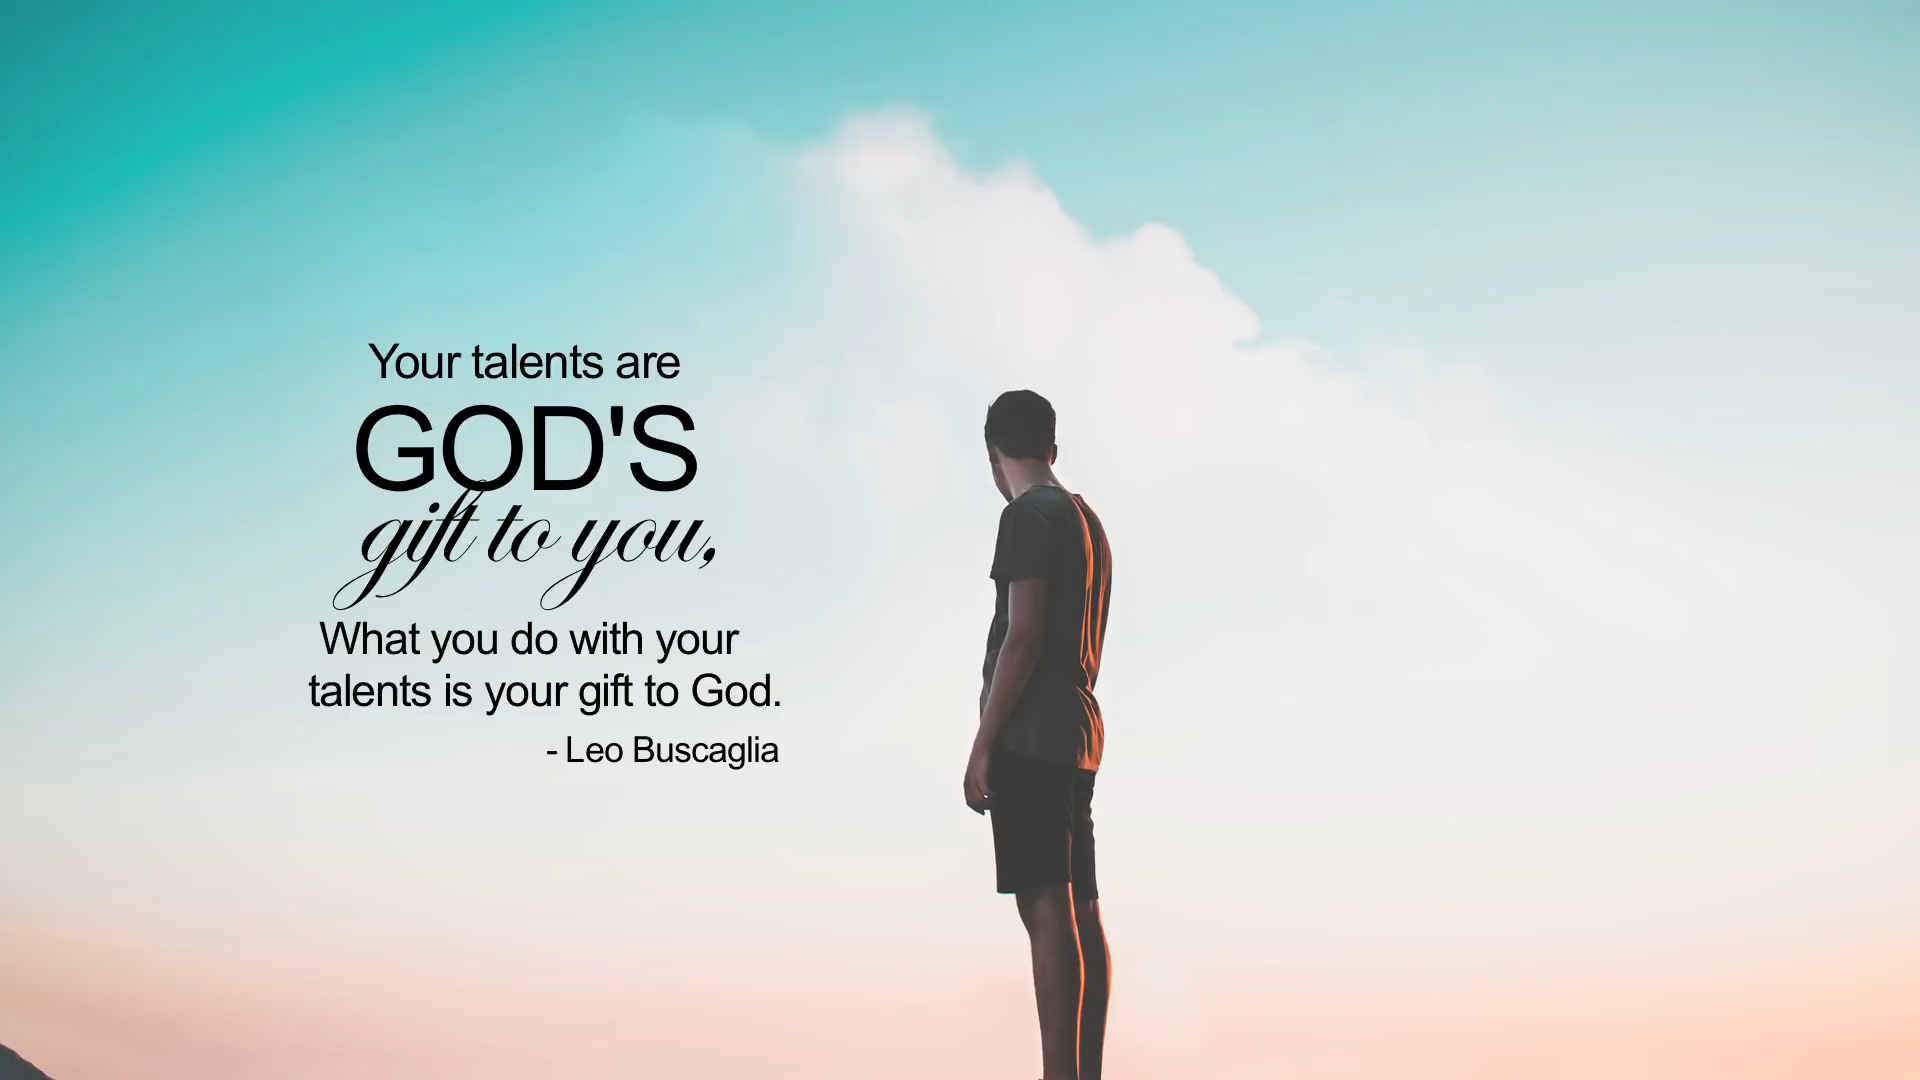 Your talents are
GOD'S
gift to you,
What you do with your
talents is your gift to God.
- Leo Buscaglia